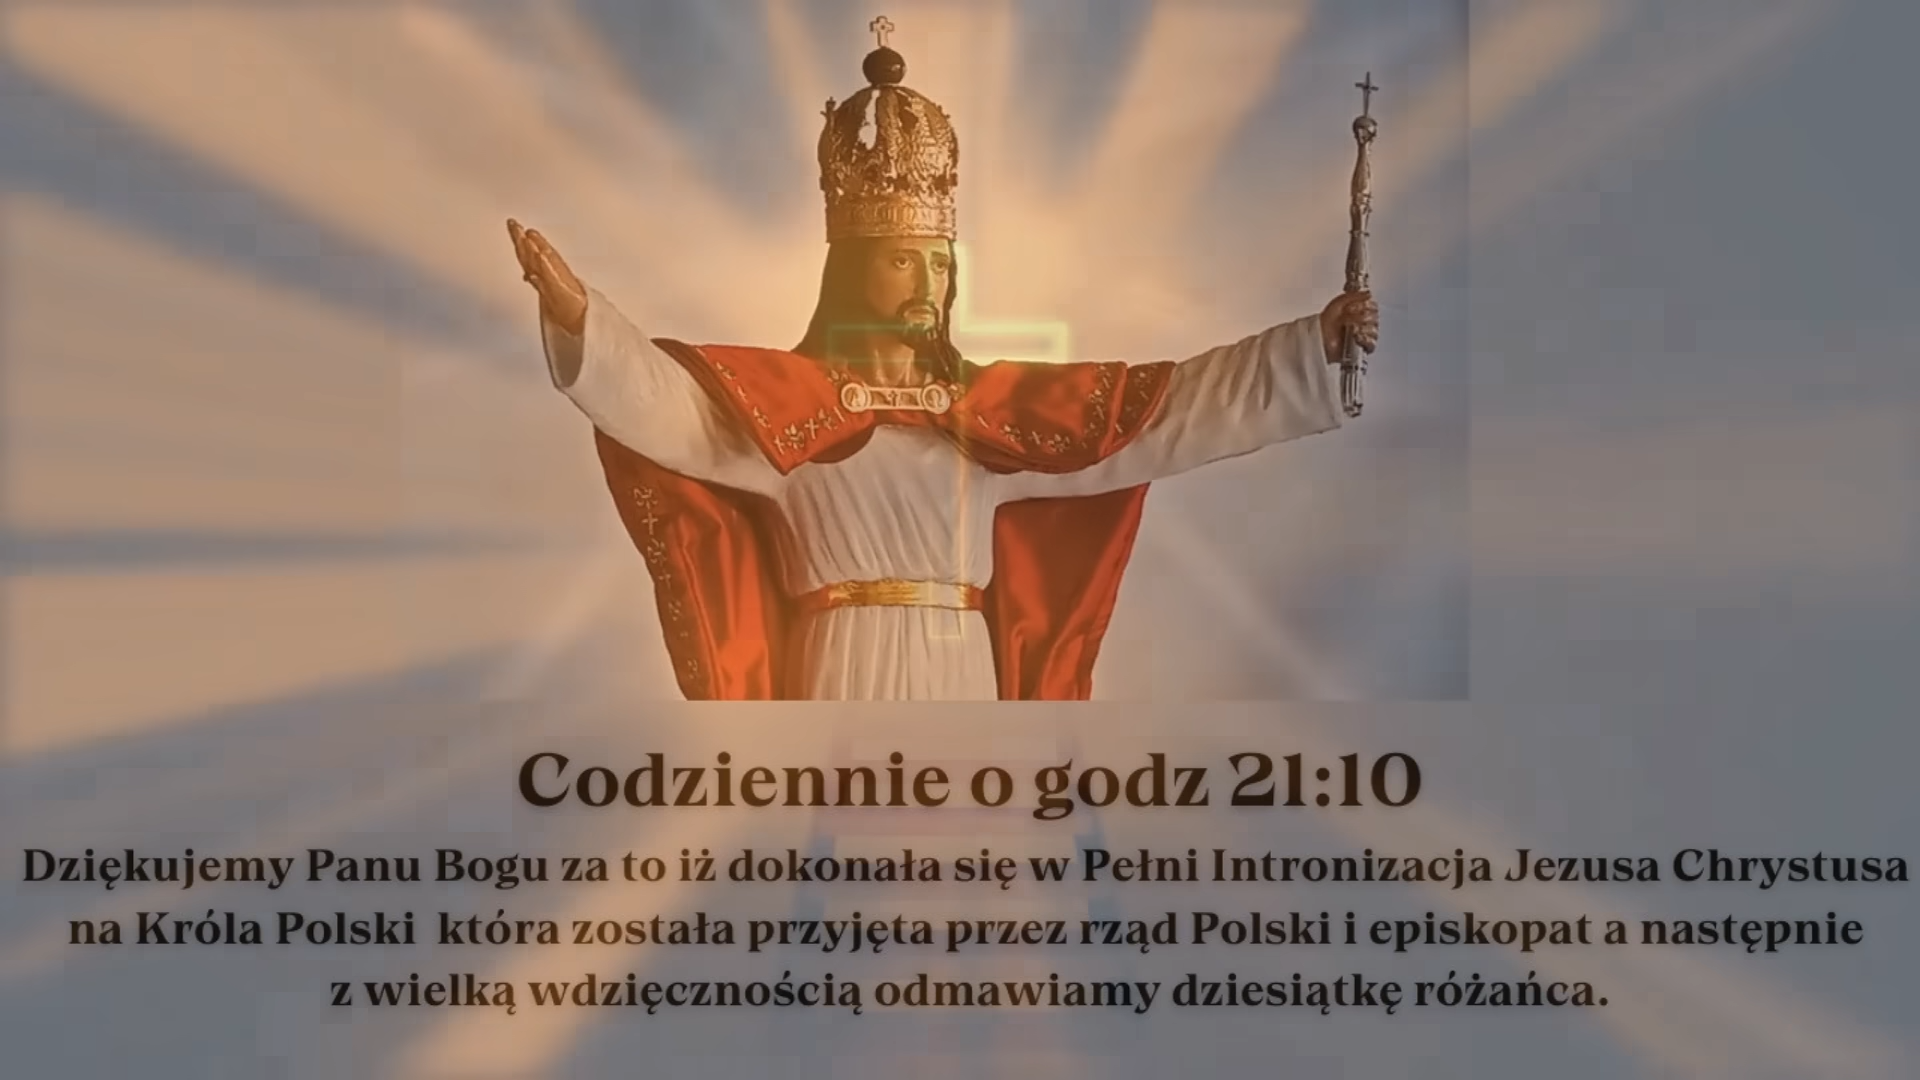 Codziennie o godz 21:10
Dziękujemy Panu Bogu za to iż dokonała się w Pełni Intronizacja Jezusa Chrystusa
na Króla Polski która została przyjęta przez rząd Polski i episkopat a następnie
z wielką wdzięcznością odmawiamy dziesiątkę różańca.